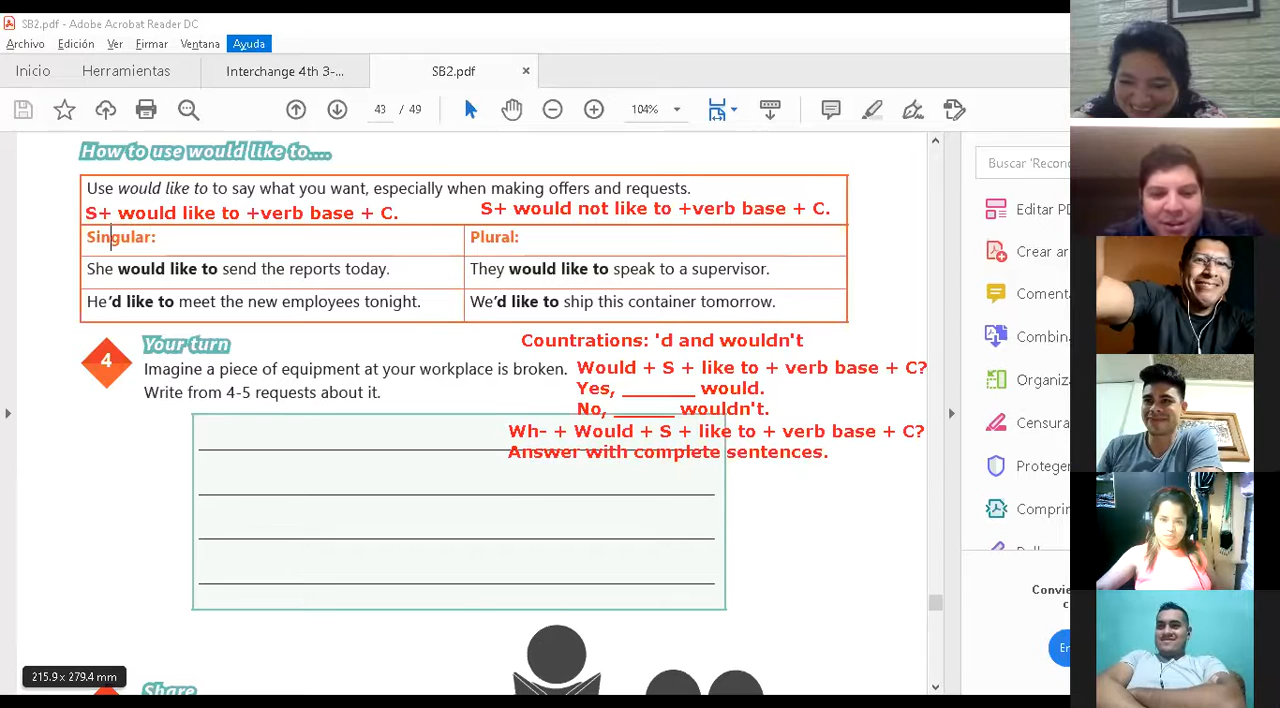 SB2.pdf - Adobe Acrobat Reader DC
Archivo Edición Ver Firmar Ventana Ayuda
Inicio Herramientas Interchange 4th 3-... SB2.pdf ×
43 / 49 104%
How to use would like to....
Use would like to to say what you want, especially when making offers and requests.
S+ would like to +verb base + C. S+ would not like to +verb base + C.
Singular: Plural:
She would like to send the reports today. They would like to speak to a supervisor.
He'd like to meet the new employees tonight. We'd like to ship this container tomorrow.
4 Your turn
Imagine a piece of equipment at your workplace is broken.
Write from 4-5 requests about it.
Countrations: 'd and wouldn't
Would + S + like to + verb base + C?
Yes, _______ would.
No, ______ wouldn't.
Wh- + Would + S + like to + verb base + C?
Answer with complete sentences.
215.9 x 279.4 mm
Share
Buscar 'Recon
Editar PD
Crear ar
Coment
Combin
Organiz
Censura
Proteger
Compri
Convie